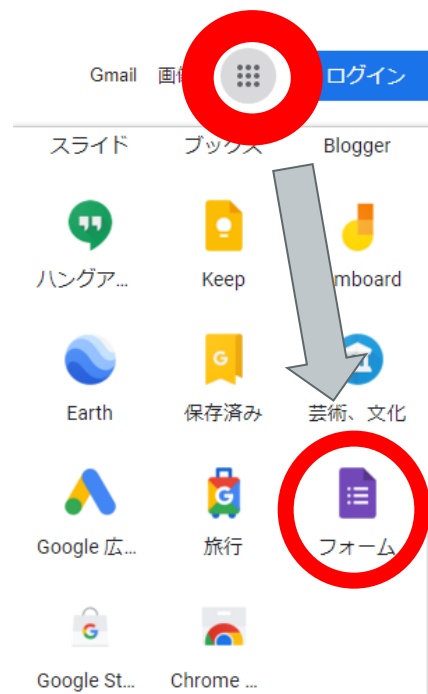 Gmail 画 ログイン
スライド ブックス Blogger
ハングア... Keep mboard
Earth 保存済み 芸術、文化
Google 広... 旅行 フォーム
Google St... Chrome ...